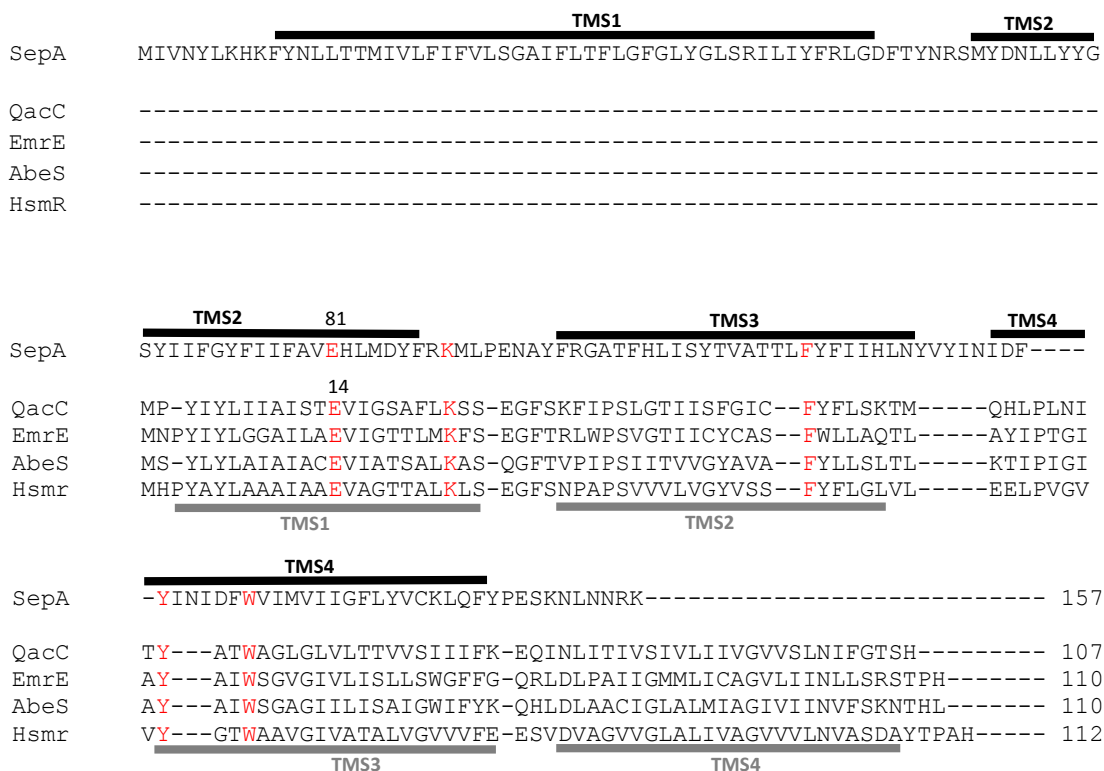 TMS1
TMS2
SepA MIVNYLKHKFYNLLTTMIVLFIFVLSGAIFLTFLGFGLYGLSRILIYFRLGDFTYNRSMYDNLLYYG
QacC -------------------------------------------------------------------
EmrE -------------------------------------------------------------------
AbeS -------------------------------------------------------------------
HsmR -------------------------------------------------------------------
TMS2 81 TMS3 TMS4
SepA SYIIFGYFIIFAVEHLMDYFRKMLPENAYFRGATFHLISYTVATTLFYFIIHLNYVYINIDF----
14
QacC MP-YIYLIIAISTEVIGSAFLKSS-EGFSKFIPSLGTIISFGIC--FYFLSKTM-----QHLPLNI
EmrE MNPYIYLGGAILAEVIGTTLMKFS-EGFTRLWPSVGTIICYCAS--FWLLAQTL-----AYIPTGI
AbeS MS-YLYLAIAIACEVIATSALKAS-QGFTVPIPSIITVVGYAVA--FYLLSLTL-----KTIPIGI
Hsmr MHPYAYLAAAIAAEVAGTTALKLS-EGFSNPAPSVVVLVGYVSS--FYFLGLVL-----EELPVGV
TMS1 TMS2
TMS4
SepA -YINIDFWVIMVIIGFLYVCKLQFYPESKNLNNRK---------------------------- 157
QacC TY---ATWAGLGLVLTTVVSIIIFK-EQINLITIVSIVLIIVGVVSLNIFGTSH-------- 107
EmrE AY---AIWSGVGIVLISLLSWGFFG-QRLDLPAIIGMMLICAGVLIINLLSRSTPH------- 110
AbeS AY---AIWSGAGIILISAIGWIFYK-QHLDLAACIGLALMIAGIVIINVFSKNTHL------- 110
Hsmr VY---GTWAAVGIVATALVGVVVFE-ESVDVAGVVGLALIVAGVVVLNVASDAYTPAH----- 112
TMS3 TMS4